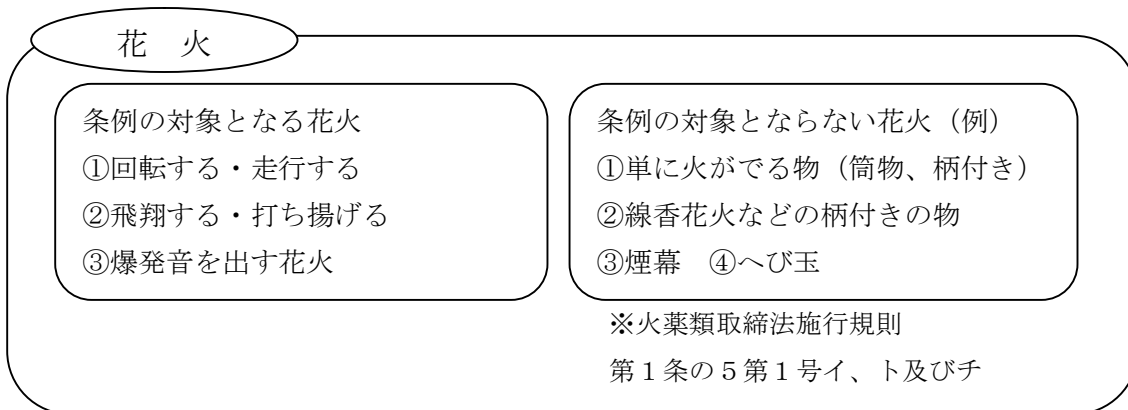 花　火
条例の対象となる花火
①回転する・走行する
②飛翔する・打ち揚げる
③爆発音を出す花火
条例の対象とならない花火（例）
①単に火がでる物（筒物、柄付き）
②線香花火などの柄付きの物
③煙幕　④へび玉
※火薬類取締法施行規則
第１条の５第１号イ、ト及びチ